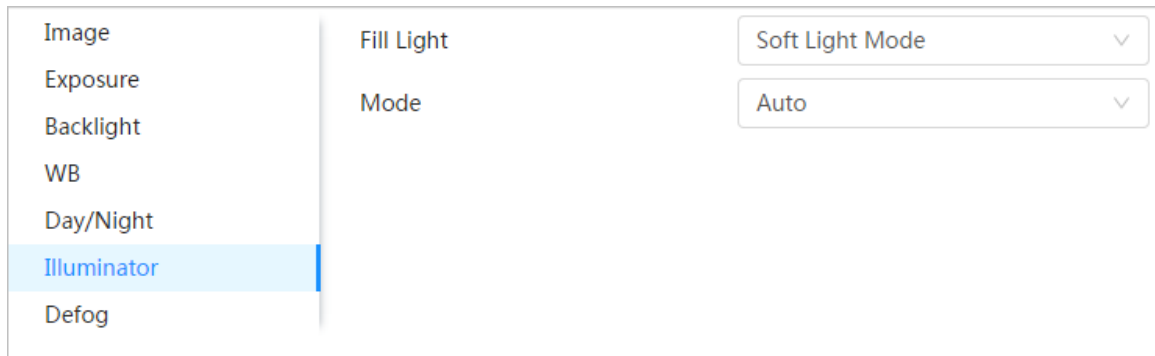 Image
Exposure
Backlight
WB
Day/Night
Illuminator
Defog
Fill Light
Soft Light Mode
Mode
Auto